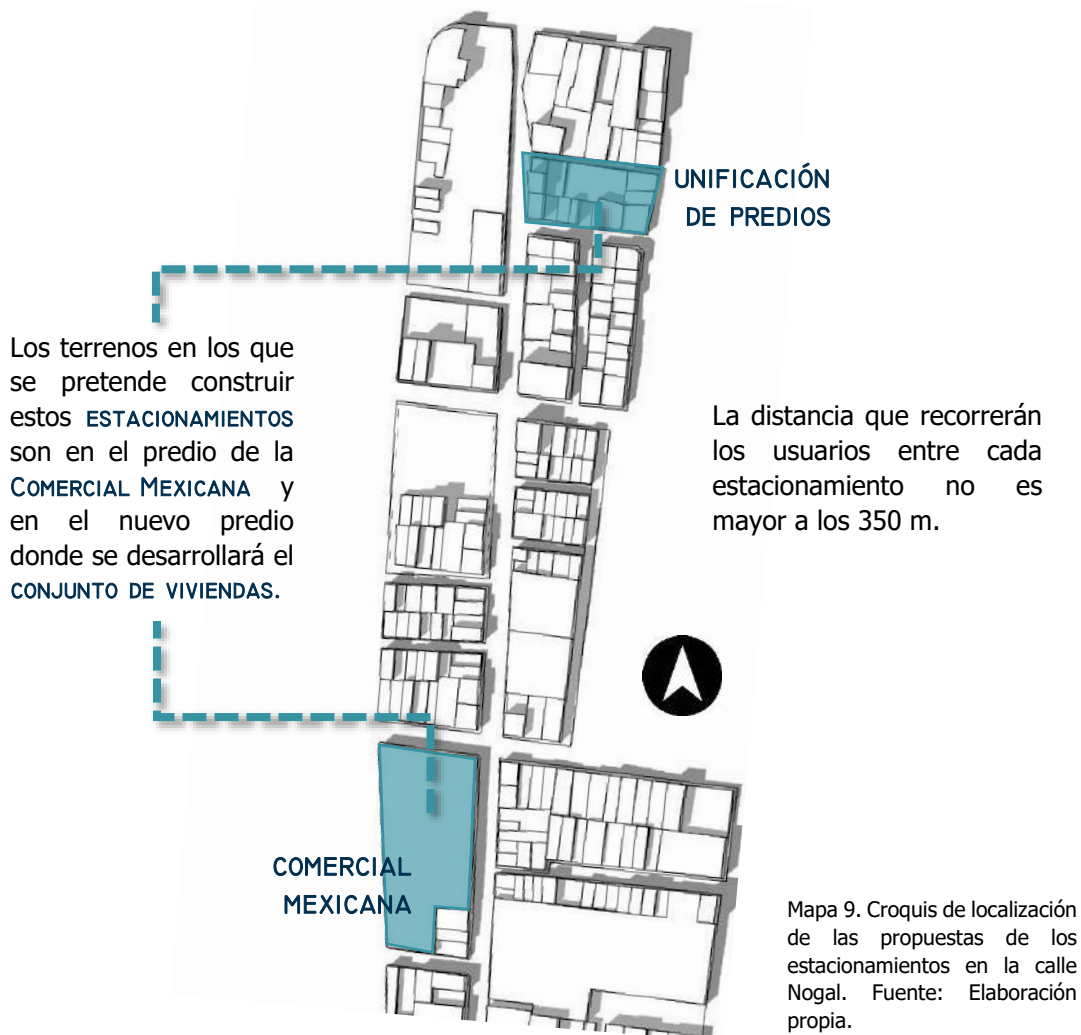 UNIFICACIÓN
DE PREDIOS
Los terrenos en los que
se pretende construir
estos ESTACIONAMIENTOS
son en el predio de la
COMERCIAL MEXICANA y
en el nuevo predio
donde se desarrollará el
CONJUNTO DE VIVIENDAS.
La distancia que recorrerán
los usuarios entre cada
estacionamiento no es
mayor a los 350 m.
COMERCIAL
MEXICANA
Mapa 9. Croquis de localización
de las propuestas de los
estacionamientos en la calle
Nogal. Fuente: Elaboración
propia.